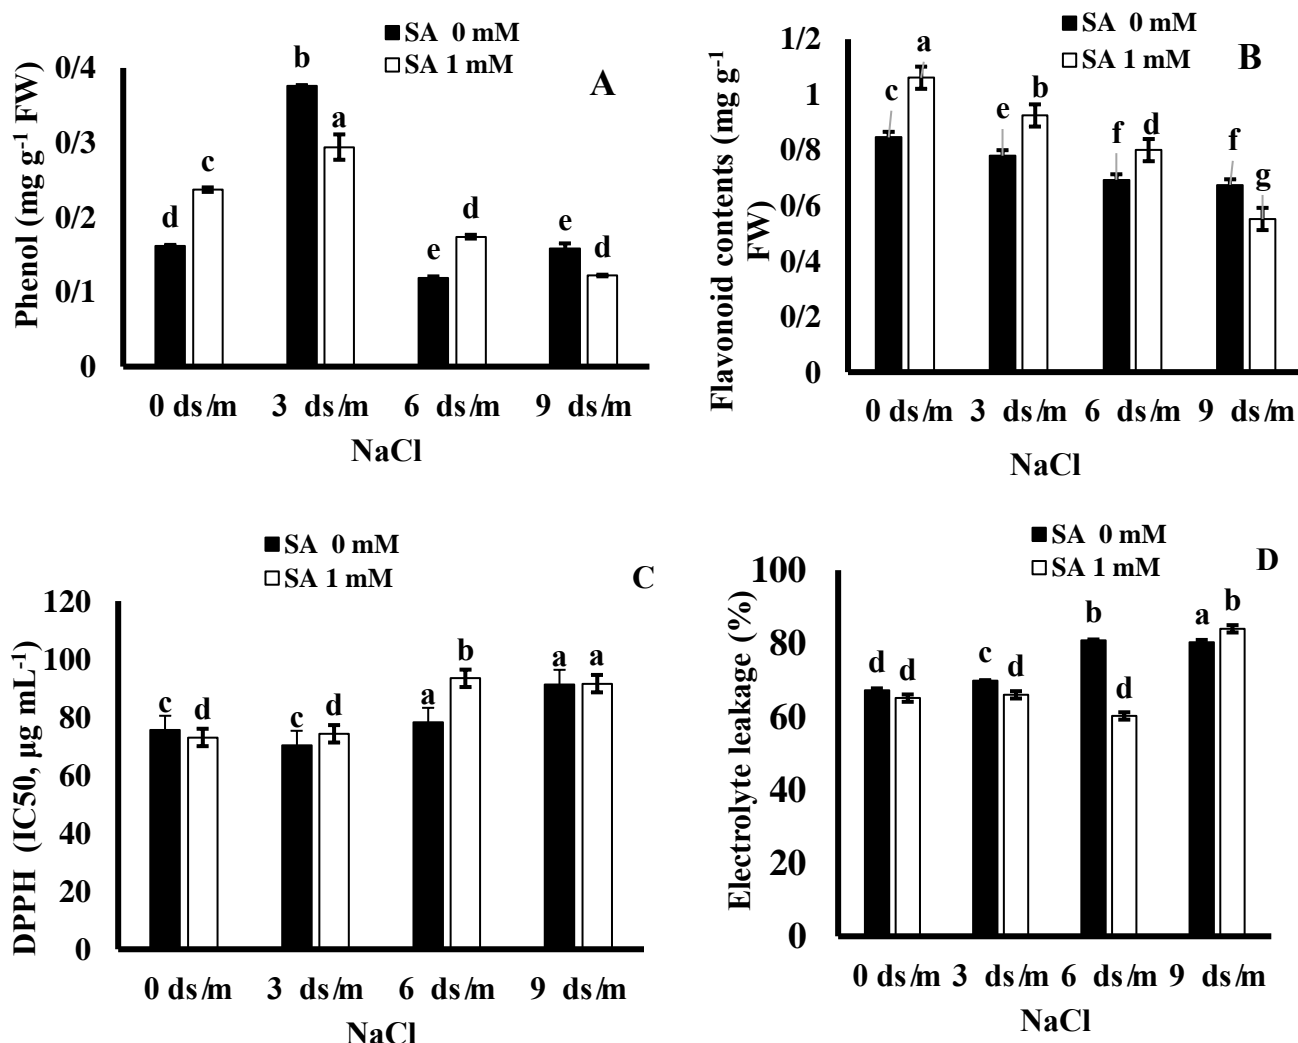 SA 0 mM
SA 1 mM
A
Phenol (mg g-1 FW)
0/4
0/3
0/2
0/1
0
d
c
b
a
e
d
e
d
0 ds/m 3 ds/m 6 ds/m 9 ds/m
NaCl
SA 0 mM
SA 1 mM
B
Flavonoid contents (mg g-1
FW)
1/2
1
0/8
0/6
0/4
0/2
0
c
a
e
b
f
d
f
g
0 ds/m 3 ds/m 6 ds/m 9 ds/m
NaCl
SA 0 mM
SA 1 mM
C
DPPH (IC50, µg mL-1)
120
100
80
60
40
20
0
c
d
c
d
a
b
a
a
0 ds/m 3 ds/m 6 ds/m 9 ds/m
NaCl
SA 0 mM
SA 1 mM
D
Electrolyte leakage (%)
100
80
60
40
20
0
d
d
c
d
b
d
a
b
0 ds/m 3 ds/m 6 ds/m 9 ds/m
NaCl